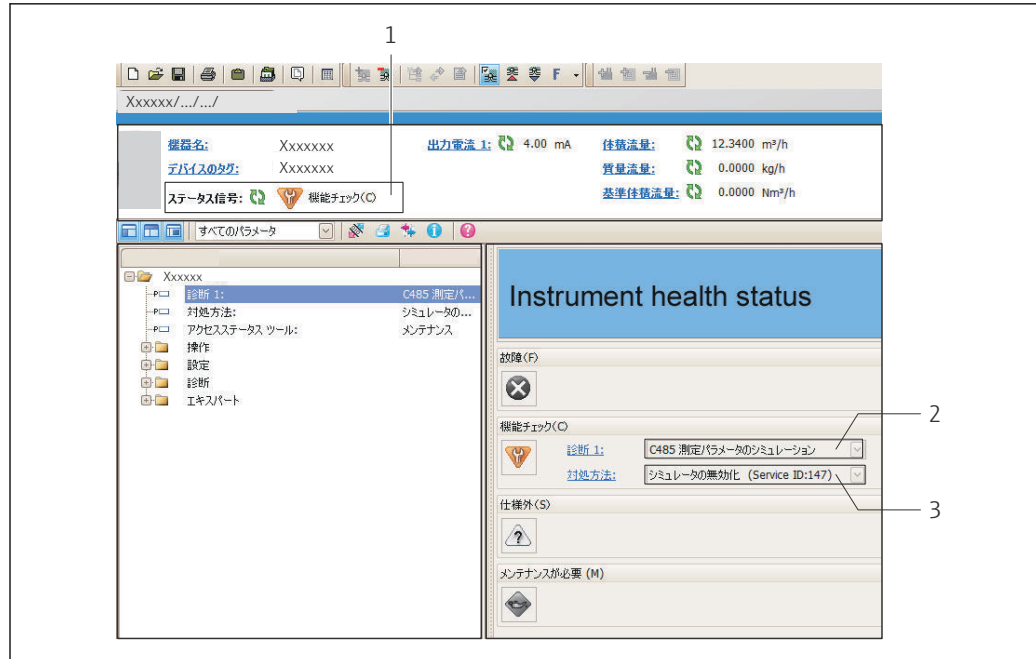 1
F
Xxxxxx/.../.../
機器名: Xxxxxxx 出力電流 1: 4.00 mA 体積流量: 12.3400 m³/h
デバイスのタグ: Xxxxxxx 質量流量: 0.0000 kg/h
ステータス信号: 機能チェック(C) 基準体積流量: 0.0000 Nm³/h
すべてのパラメータ
Xxxxxx
診断 1: C485 測定パ...
対処方法: シミュレータの...
アクセスステータス ツール: メンテナンス
操作
設定
診断
エキスパート
Instrument health status
故障(F)
機能チェック(C)
2
診断 1: C485 測定パラメータのシミュレーション
対処方法: シミュレータの無効化 (Service ID:147)
3
仕様外(S)
メンテナンスが必要 (M)